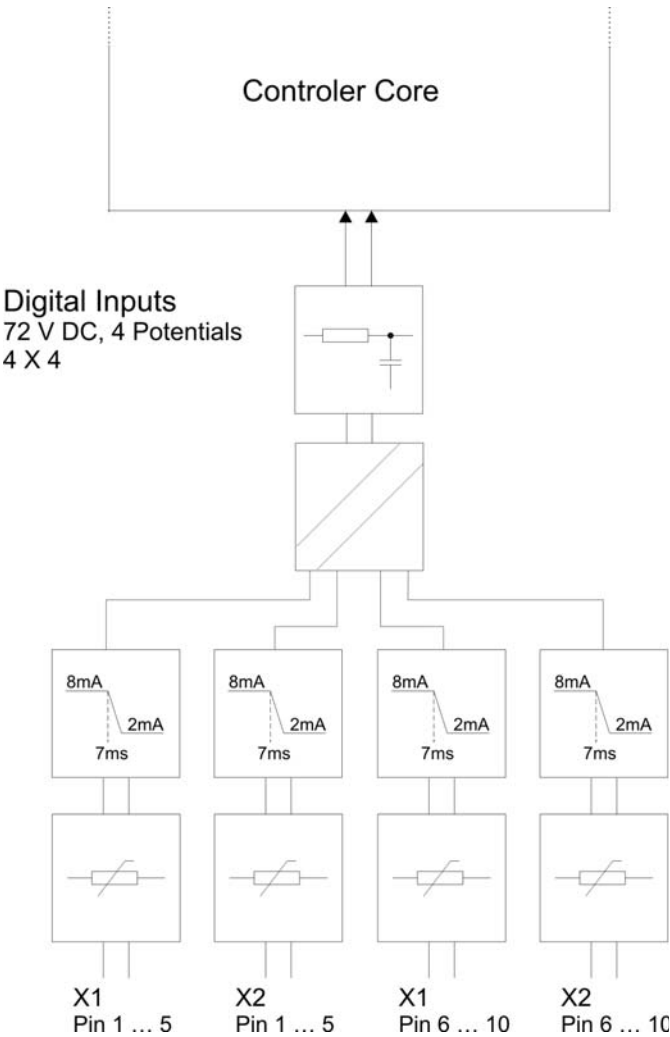 Controler Core
Digital Inputs
72 V DC, 4 Potentials
4 X 4
8mA
2mA
7ms
8mA
2mA
7ms
8mA
2mA
7ms
8mA
2mA
7ms
X1
Pin 1 … 5
X2
Pin 1 … 5
X1
Pin 6 … 10
X2
Pin 6 … 10